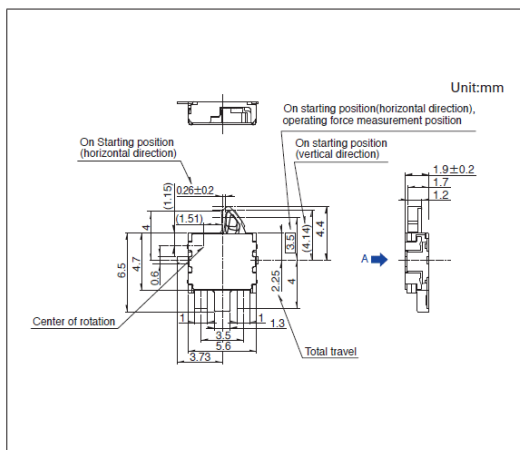 Unit:mm
On starting position(horizontal direction),
operating force measurement position
On Starting position
(horizontal direction)
On starting position
(vertical direction)
1.9±0.2
1.7
1.2
0.26±0.2
(1.15)
(1.51)
4
3.5
(4.14)
4.4
A
6.5
4.7
0.6
2.25
4
Center of rotation
1
1
1.3
3.5
5.6
3.73
Total travel